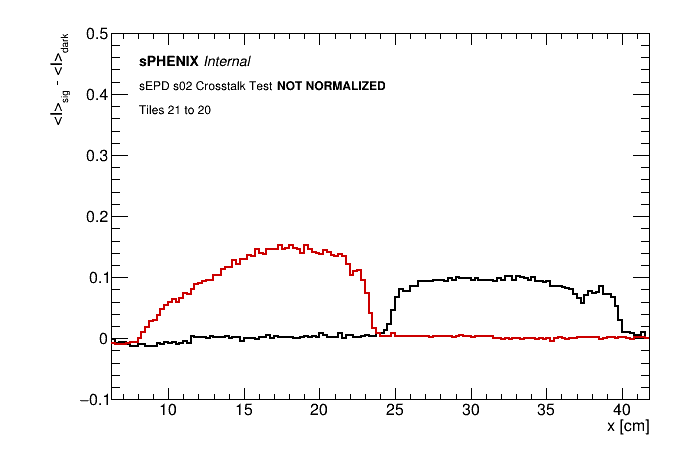 0.5
<I>sig - <I>dark
sPHENIX Internal
sEPD s02 Crosstalk Test NOT NORMALIZED
0.4
Tiles 21 to 20
0.3
0.2
0.1
0
−0.1
10 15 20 25 30 35 40
x [cm]